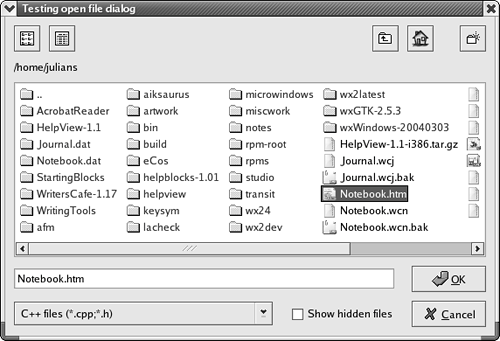 Testing open file dialog
/home/julians
.. aiksaurus microwindows wx2latest
AcrobatReader artwork miscwork wxGTK-2.5.3
HelpView-1.1 bin notes wxWindows-20040303
Journal.dat build rpm-root HelpView-1.1-i386.tar.gz
Notebook.dat eCos rpms Journal.wcj
StartingBlocks helpblocks-1.01 studio Journal.wcj.bak
WritersCafe-1.17 helpview transit Notebook.htm
WritingTools keysym wx24 Notebook.wcn
afm lacheck wx2dev Notebook.wcn.bak
Notebook.htm
OK
C++ files (*.cpp;*.h)
Show hidden files
Cancel